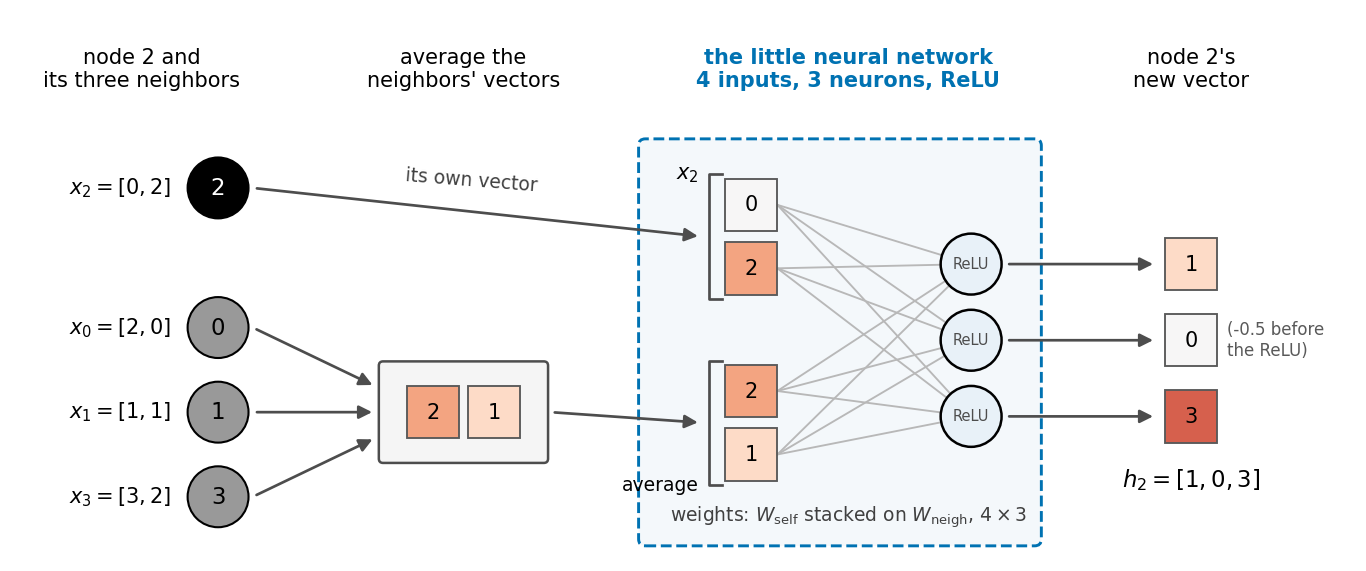 node 2 and
its three neighbors
average the
neighbors' vectors
the little neural network
4 inputs, 3 neurons, ReLU
node 2's
new vector
x₂ = [0, 2]
2
its own vector
x₂
0
2
ReLU
1
x₀ = [2, 0]
0
ReLU
0
(-0.5 before
the ReLU)
x₁ = [1, 1]
1
2 1
2
1
ReLU
3
x₃ = [3, 2]
3
average
h₂ = [1, 0, 3]
weights: W_self stacked on W_neigh, 4 × 3